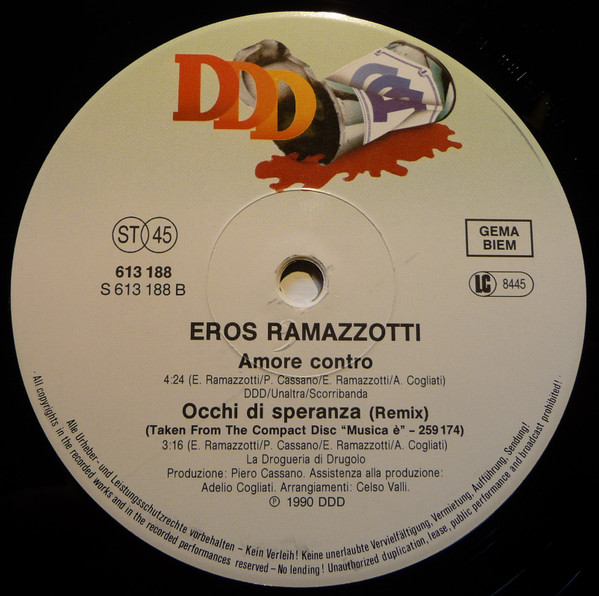 DDD
ST 45
GEMA
BIEM
613 188
S 613 188 B
LC 8445
EROS RAMAZZOTTI
Amore contro
4:24 (E. Ramazzotti/P. Cassano/E. Ramazzotti/A. Cogliati)
DDD/Unaltra/Scorribanda
Occhi di speranza (Remix)
(Taken From The Compact Disc "Musica è" – 259174)
3:16 (E. Ramazzotti/P. Cassano/E. Ramazzotti/A. Cogliati)
La Drogueria di Drugolo
Produzione: Piero Cassano. Assistenza alla produzione:
Adelio Cogliati. Arrangiamenti: Celso Valli.
Ⓟ 1990 DDD
Alle Urheber- und Leistungsschutzrechte vorbehalten – Kein Verleih! Keine unerlaubte Vervielfältigung, Vermietung, Aufführung, Sendung!
· All copyrights in the recorded works and in the recorded performances reserved – No lending! Unauthorized duplication, lease, public performance and broadcast prohibited! ·